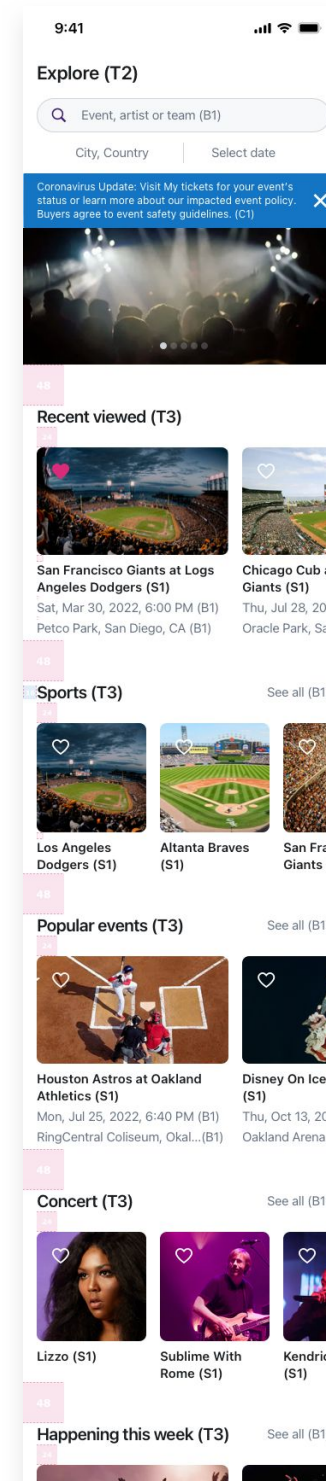 9:41
Explore (T2)
Event, artist or team (B1)
City, Country
Select date
Coronavirus Update: Visit My tickets for your event's
status or learn more about our impacted event policy.
Buyers agree to event safety guidelines. (C1)
48
Recent viewed (T3)
24
San Francisco Giants at Logs
Angeles Dodgers (S1)
Sat, Mar 30, 2022, 6:00 PM (B1)
Petco Park, San Diego, CA (B1)
Chicago Cub
Giants (S1)
Thu, Jul 28, 20
Oracle Park, Sa
48
Sports (T3)
See all (B1
24
Los Angeles
Dodgers (S1)
Altanta Braves
(S1)
San Fra
Giants
48
Popular events (T3)
See all (B1
24
Houston Astros at Oakland
Athletics (S1)
Mon, Jul 25, 2022, 6:40 PM (B1)
RingCentral Coliseum, Okal...(B1)
Disney On Ice
(S1)
Thu, Oct 13, 20
Oakland Arena
48
Concert (T3)
See all (B1
24
Lizzo (S1)
Sublime With
Rome (S1)
Kendric
(S1)
48
Happening this week (T3)
See all (B1
24